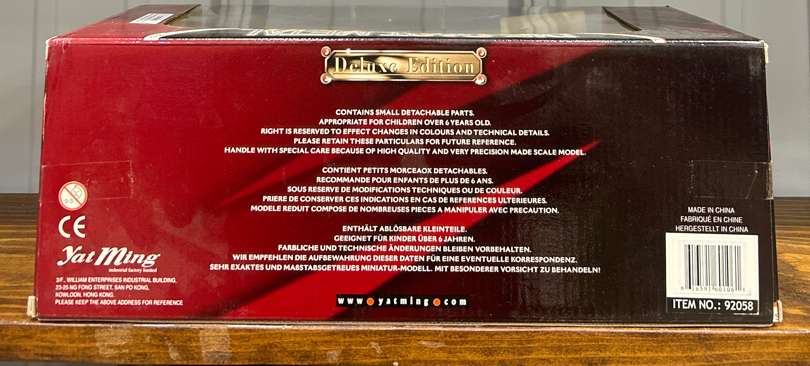 Deluxe Edition
CONTAINS SMALL DETACHABLE PARTS.
APPROPRIATE FOR CHILDREN OVER 6 YEARS OLD.
RIGHT IS RESERVED TO EFFECT CHANGES IN COLOURS AND TECHNICAL DETAILS.
PLEASE RETAIN THESE PARTICULARS FOR FUTURE REFERENCE.
HANDLE WITH SPECIAL CARE BECAUSE OF HIGH QUALITY AND VERY PRECISION MADE SCALE MODEL.
CONTIENT PETITS MORCEAOX DETACHABLES.
RECOMMANDE POUR ENFANTS DE PLUS DE 6 ANS.
SOUS RESERVE DE MODIFICATIONS TECHNIQUES OU DE COULEUR.
PRIERE DE CONSERVER CES INDICATIONS EN CAS DE REFERENCES ULTERIEURES.
MODELE REDUIT COMPOSE DE NOMBREUSES PIECES A MANIPULER AVEC PRECAUTION.
ENTHÄLT ABLÖSBARE KLEINTEILE.
GEEIGNET FÜR KINDER ÜBER 6 JAHREN.
FARBLICHE UND TECHNISCHE ÄNDERUNGEN BLEIBEN VORBEHALTEN.
WIR EMPFEHLEN DIE AUFBEWAHRUNG DIESER DATEN FÜR EINE EVENTUELLE KORRESPONDENZ.
SEHR EXAKTES UND MASSTABSGETREUES MINIATUR-MODELL. MIT BESONDERER VORSICHT ZU BEHANDELN!
www.yatming.com
CE
Yat Ming
industrial factory limited
2/F., WILLIAM ENTERPRISES INDUSTRIAL BUILDING,
23-25 NG FONG STREET, SAN PO KONG,
KOWLOON, HONG KONG.
PLEASE KEEP THE ABOVE ADDRESS FOR REFERENCE
MADE IN CHINA
FABRIQUÉ EN CHINE
HERGESTELLT IN CHINA
ITEM NO.: 92058